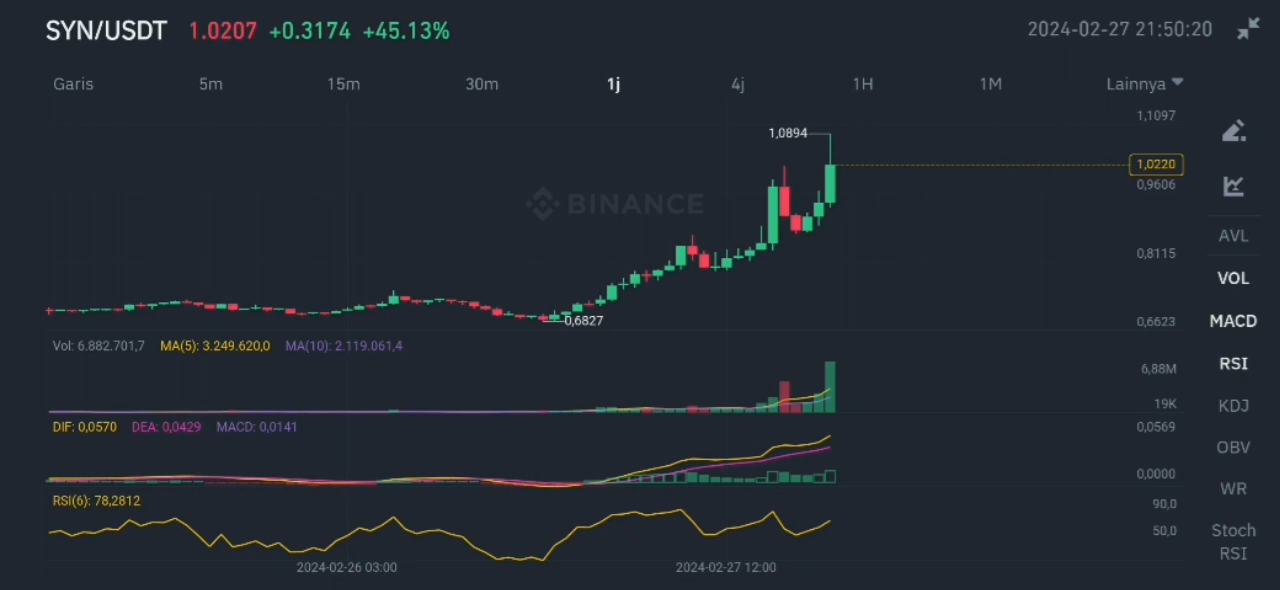 SYN/USDT 1.0207 +0.3174 +45.13% 2024-02-27 21:50:20
Garis 5m 15m 30m 1j 4j 1H 1M Lainnya
1,1097
1,0894
1,0220
0,9606
BINANCE
AVL
0,8115
VOL
0,6827
0,6623
MACD
Vol: 6.882.701,7 MA(5): 3.249.620,0 MA(10): 2.119.061,4
6,88M
RSI
19K
KDJ
DIF: 0,0570 DEA: 0,0429 MACD: 0,0141
0,0569
OBV
0,0000
WR
RSI(6): 78,2812
90,0
50,0
Stoch
RSI
2024-02-26 03:00 2024-02-27 12:00